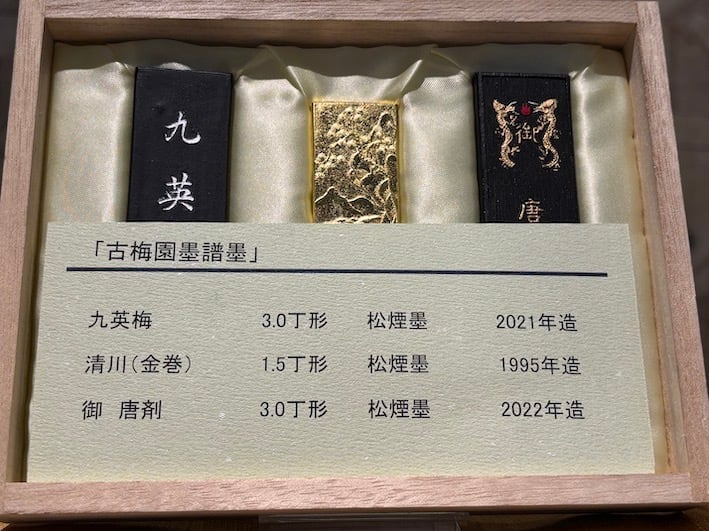 九英
御
唐
「古梅園墨譜墨」
九英梅 3.0丁形 松煙墨 2021年造
清川(金巻) 1.5丁形 松煙墨 1995年造
御 唐剤 3.0丁形 松煙墨 2022年造